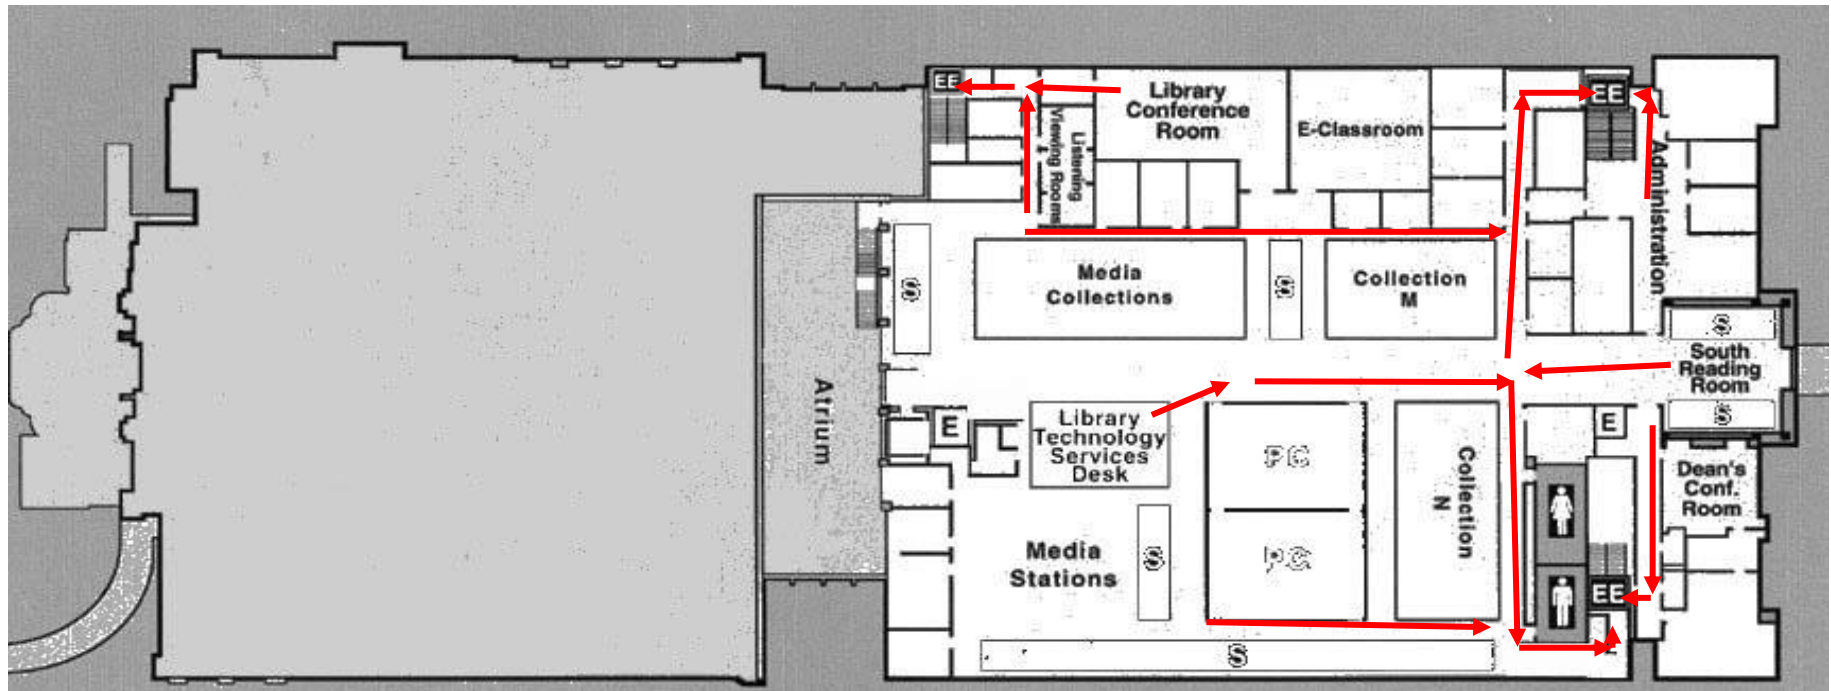 EE
Library
Conference
Room
E-Classroom
Listening
Viewing Rooms
EE
Administration
S
Media
Collections
S
Collection
M
S
South
Reading
Room
S
Atrium
E
Library
Technology
Services
Desk
PC
PC
Collection
N
E
Dean's
Conf.
Room
Media
Stations
S
EE
S